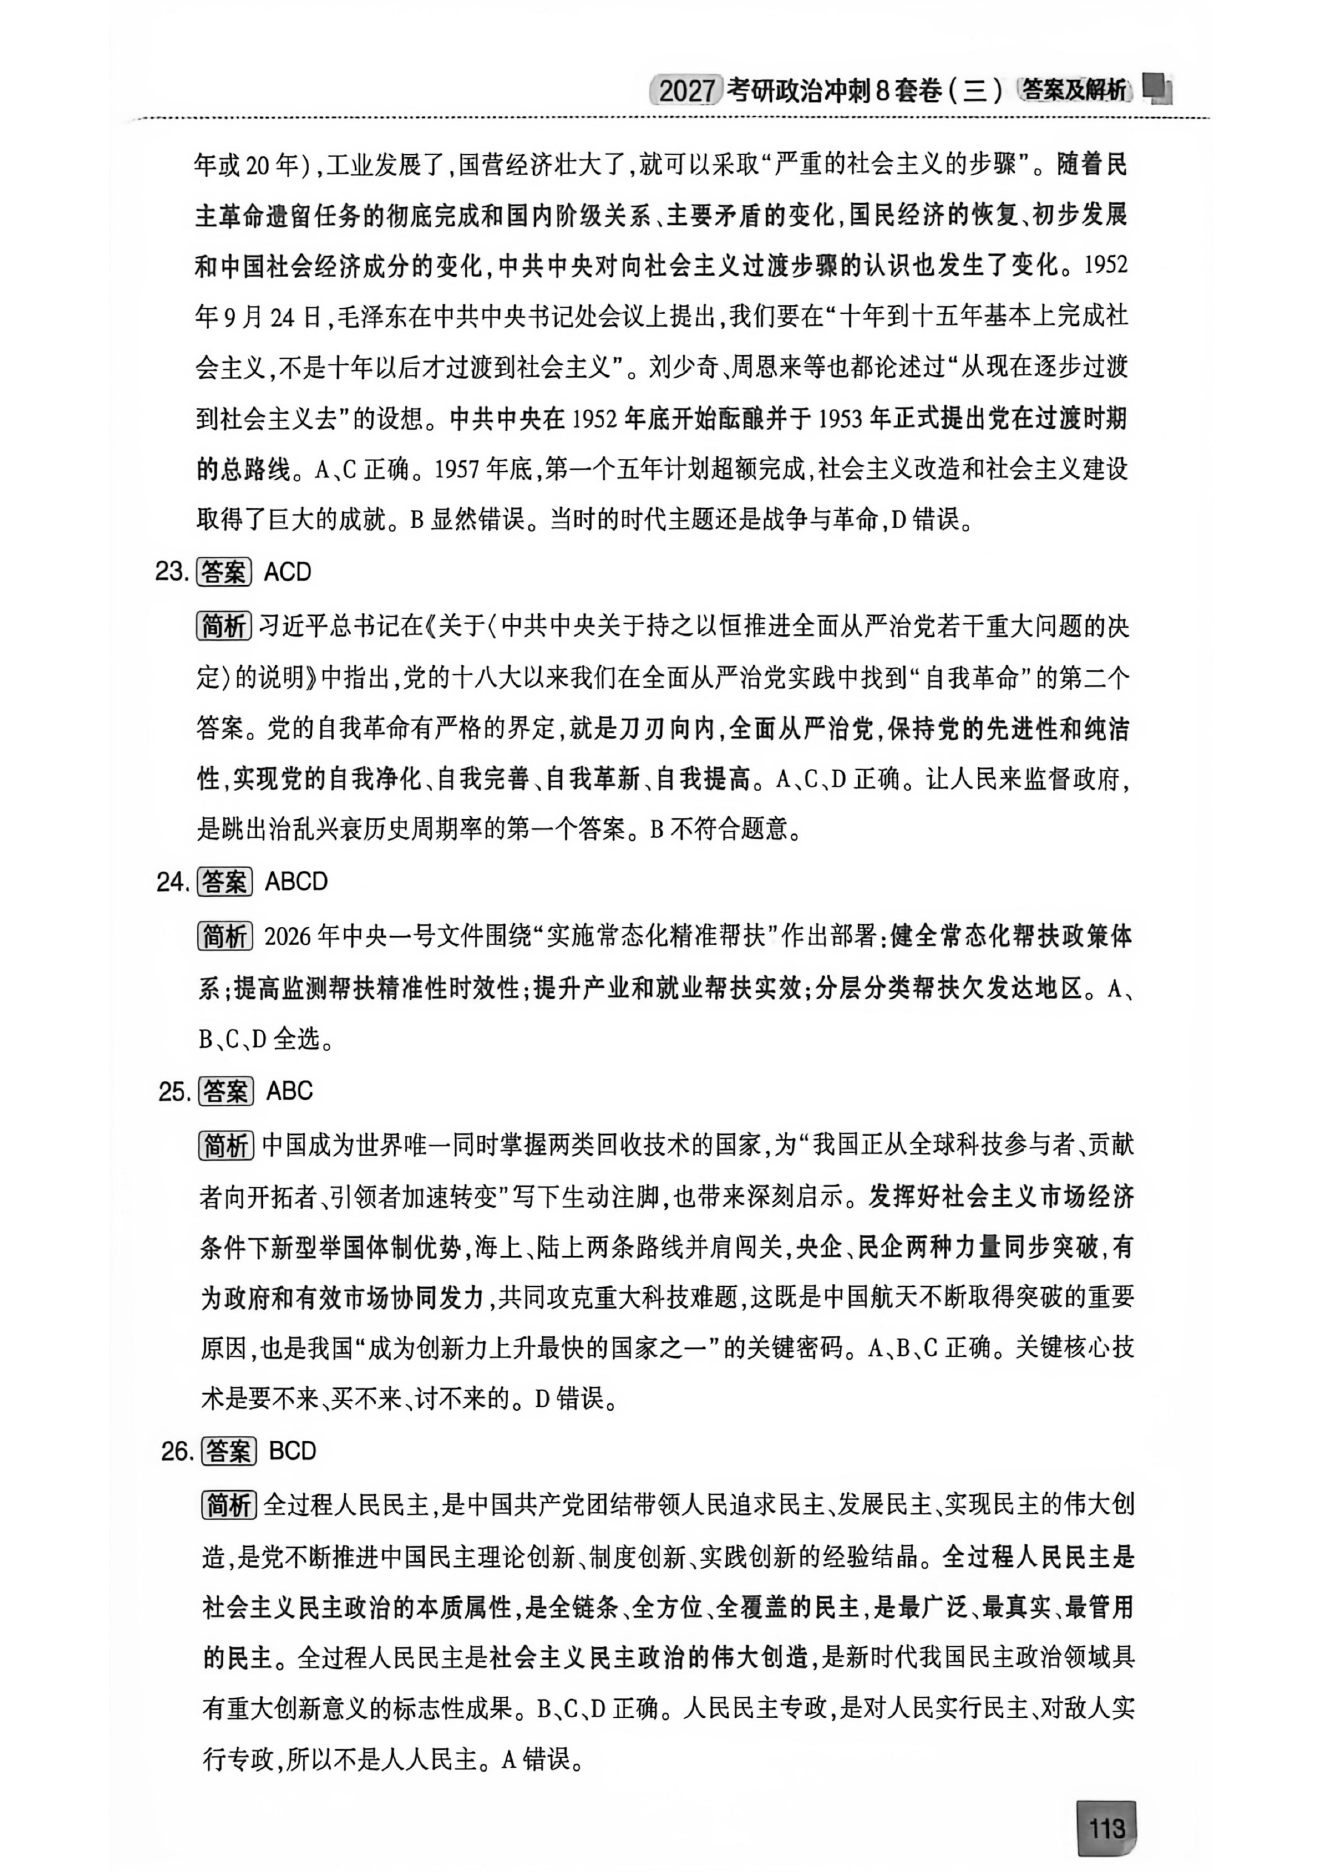 2027 考研政治冲刺8套卷(三) 答案及解析
年或20年),工业发展了,国营经济壮大了,就可以采取“严重的社会主义的步骤”。随着民
主革命遗留任务的彻底完成和国内阶级关系、主要矛盾的变化,国民经济的恢复、初步发展
和中国社会经济成分的变化,中共中央对向社会主义过渡步骤的认识也发生了变化。1952
年9月24日,毛泽东在中共中央书记处会议上提出,我们要在“十年到十五年基本上完成社
会主义,不是十年以后才过渡到社会主义”。刘少奇、周恩来等也都论述过“从现在逐步过渡
到社会主义去”的设想。中共中央在1952年底开始酝酿并于1953年正式提出党在过渡时期
的总路线。A、C正确。1957年底,第一个五年计划超额完成,社会主义改造和社会主义建设
取得了巨大的成就。B显然错误。当时的时代主题还是战争与革命,D错误。
23. 答案 ACD
简析 习近平总书记在《关于〈中共中央关于持之以恒推进全面从严治党若干重大问题的决
定〉的说明》中指出,党的十八大以来我们在全面从严治党实践中找到“自我革命”的第二个
答案。党的自我革命有严格的界定,就是刀刃向内,全面从严治党,保持党的先进性和纯洁
性,实现党的自我净化、自我完善、自我革新、自我提高。A、C、D正确。让人民来监督政府,
是跳出治乱兴衰历史周期率的第一个答案。B不符合题意。
24. 答案 ABCD
简析 2026年中央一号文件围绕“实施常态化精准帮扶”作出部署:健全常态化帮扶政策体
系;提高监测帮扶精准性时效性;提升产业和就业帮扶实效;分层分类帮扶欠发达地区。A、
B、C、D全选。
25. 答案 ABC
简析 中国成为世界唯一同时掌握两类回收技术的国家,为“我国正从全球科技参与者、贡献
者向开拓者、引领者加速转变”写下生动注脚,也带来深刻启示。发挥好社会主义市场经济
条件下新型举国体制优势,海上、陆上两条路线并肩闯关,央企、民企两种力量同步突破,有
为政府和有效市场协同发力,共同攻克重大科技难题,这既是中国航天不断取得突破的重要
原因,也是我国“成为创新力上升最快的国家之一”的关键密码。A、B、C正确。关键核心技
术是要不来、买不来、讨不来的。D错误。
26. 答案 BCD
简析 全过程人民民主,是中国共产党团结带领人民追求民主、发展民主、实现民主的伟大创
造,是党不断推进中国民主理论创新、制度创新、实践创新的经验结晶。全过程人民民主是
社会主义民主政治的本质属性,是全链条、全方位、全覆盖的民主,是最广泛、最真实、最管用
的民主。全过程人民民主是社会主义民主政治的伟大创造,是新时代我国民主政治领域具
有重大创新意义的标志性成果。B、C、D正确。人民民主专政,是对人民实行民主、对敌人实
行专政,所以不是人人民主。A错误。
113